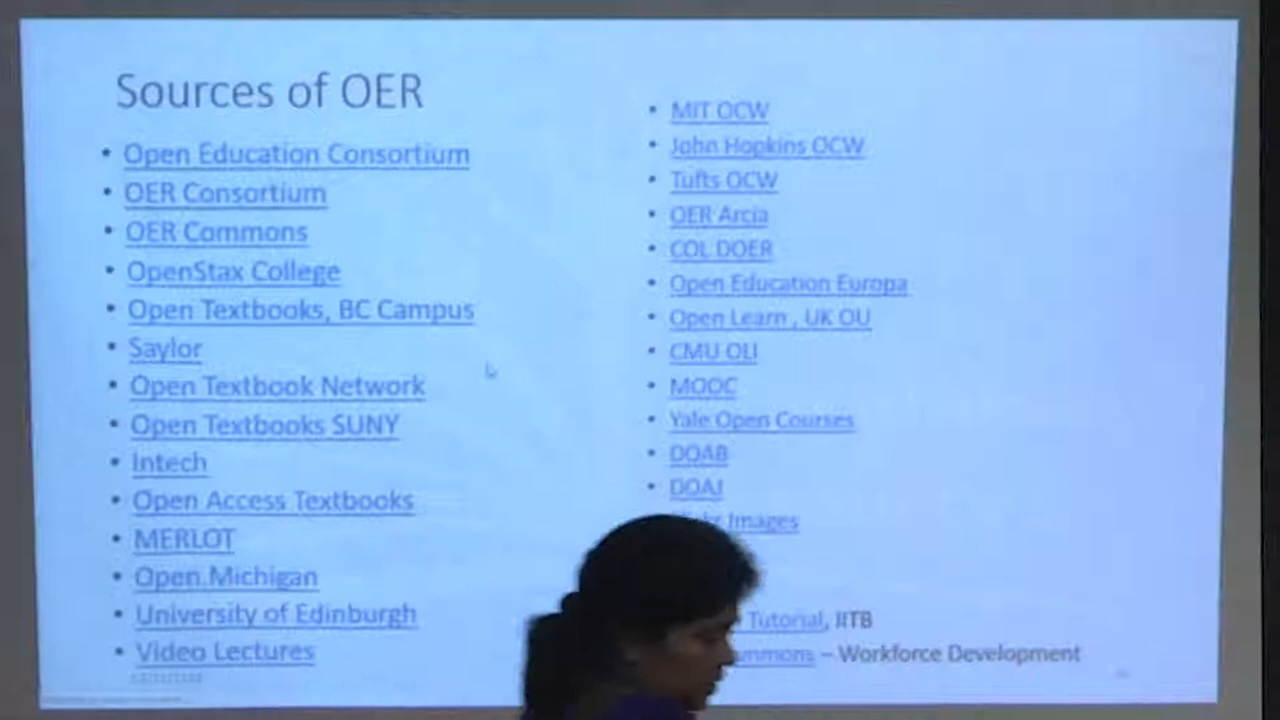 Sources of OER
• Open Education Consortium
• OER Consortium
• OER Commons
• OpenStax College
• Open Textbooks, BC Campus
• Saylor
• Open Textbook Network
• Open Textbooks SUNY
• Intech
• Open Access Textbooks
• MERLOT
• Open.Michigan
• University of Edinburgh
• Video Lectures
• MIT OCW
• John Hopkins OCW
• Tufts OCW
• OER Arcia
• COL DOER
• Open Education Europa
• Open Learn , UK OU
• CMU OLI
• MOOC
• Yale Open Courses
• DOAB
• DOAJ
Images
Tutorial, IITB
– Workforce Development